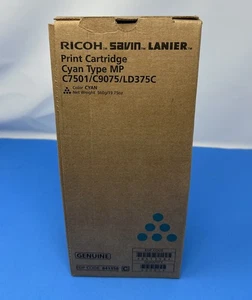 RICOH SAVIN LANIER
Print Cartridge
Cyan Type MP
C7501/C9075/LD375C
Color CYAN
GENUINE